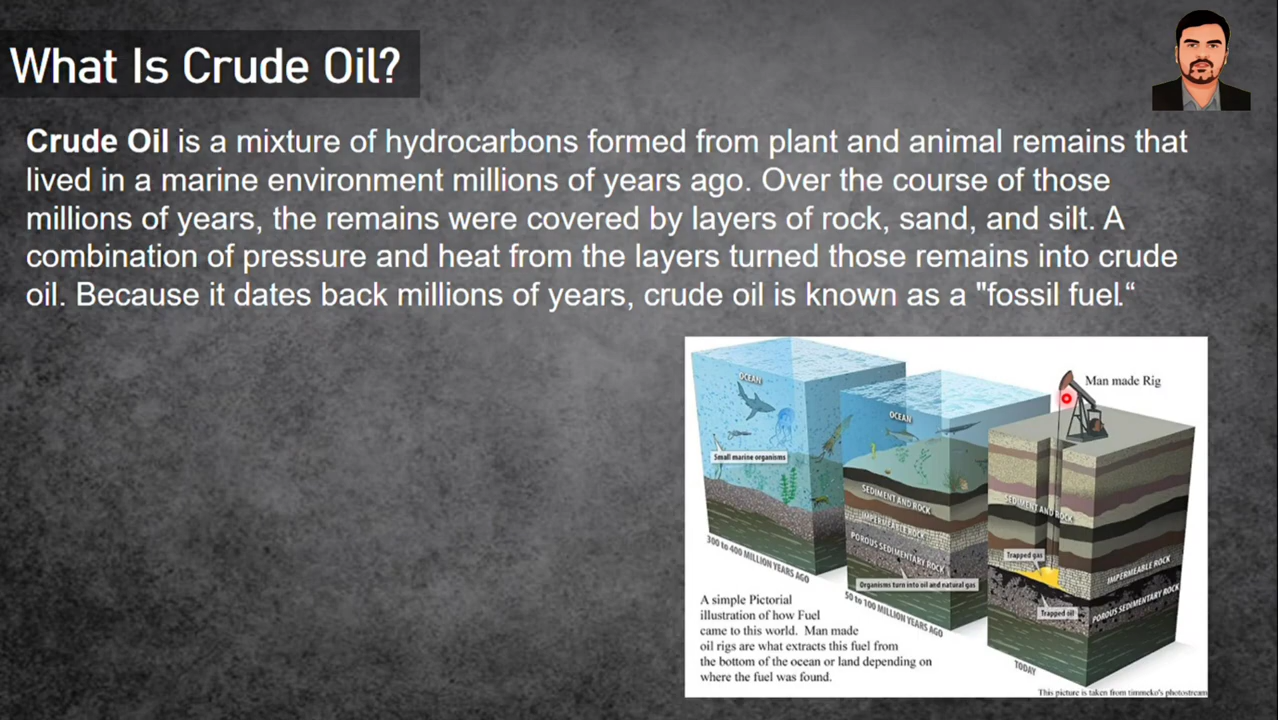 What Is Crude Oil?
Crude Oil is a mixture of hydrocarbons formed from plant and animal remains that
lived in a marine environment millions of years ago. Over the course of those
millions of years, the remains were covered by layers of rock, sand, and silt. A
combination of pressure and heat from the layers turned those remains into crude
oil. Because it dates back millions of years, crude oil is known as a "fossil fuel.“
OCEAN
Small marine organisms
300 to 400 MILLION YEARS AGO
OCEAN
SEDIMENT AND ROCK
IMPERMEABLE ROCK
POROUS SEDIMENTARY ROCK
Organisms turn into oil and natural gas
50 to 100 MILLION YEARS AGO
Man made Rig
SEDIMENT AND ROCK
Trapped gas
IMPERMEABLE ROCK
POROUS SEDIMENTARY ROCK
Trapped oil
TODAY
A simple Pictorial
illustration of how Fuel
came to this world. Man made
oil rigs are what extracts this fuel from
the bottom of the ocean or land depending on
where the fuel was found.
This picture is taken from timmeko's photostream